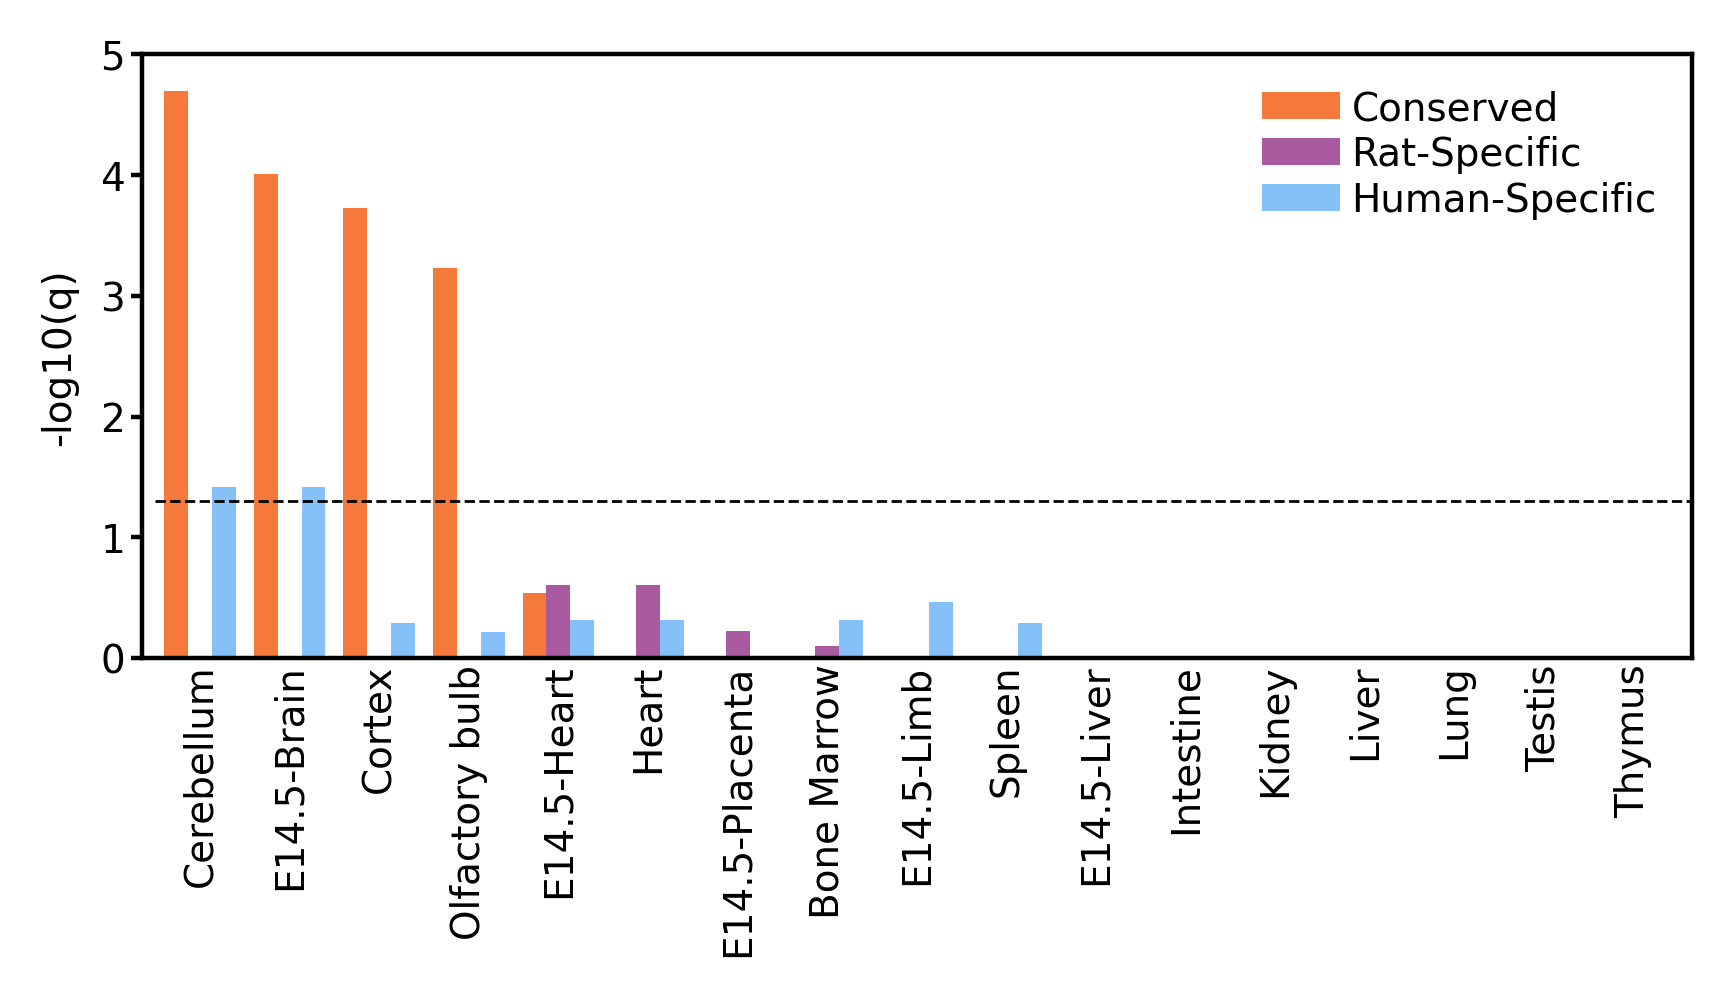 5
4
3
2
1
0
-log10(q)
Conserved
Rat-Specific
Human-Specific
Cerebellum
E14.5-Brain
Cortex
Olfactory bulb
E14.5-Heart
Heart
E14.5-Placenta
Bone Marrow
E14.5-Limb
Spleen
E14.5-Liver
Intestine
Kidney
Liver
Lung
Testis
Thymus